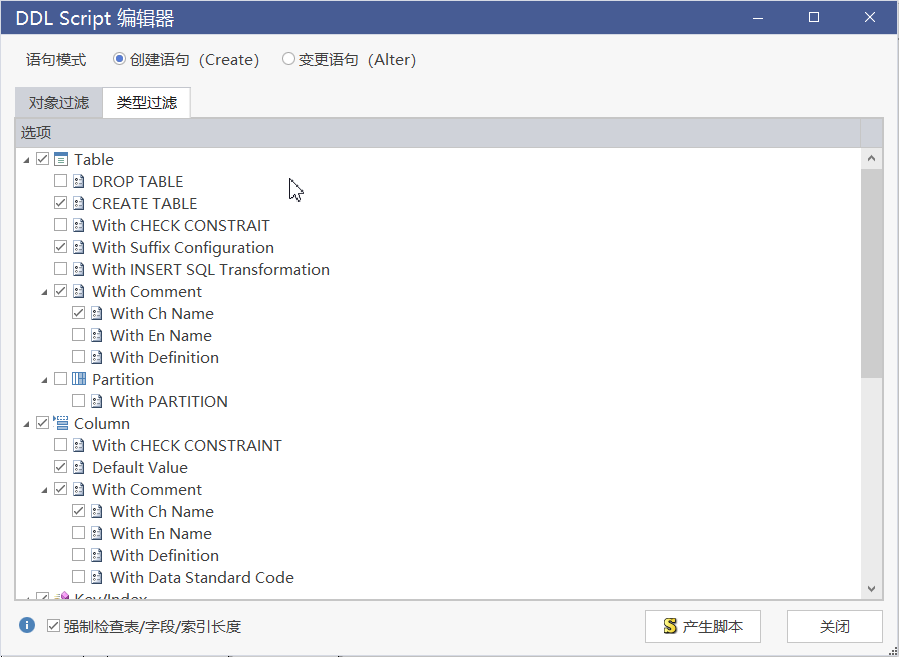 DDL Script 编辑器
语句模式 创建语句（Create） 变更语句（Alter）
对象过滤 类型过滤
选项
Table
DROP TABLE
CREATE TABLE
With CHECK CONSTRAIT
With Suffix Configuration
With INSERT SQL Transformation
With Comment
With Ch Name
With En Name
With Definition
Partition
With PARTITION
Column
With CHECK CONSTRAINT
Default Value
With Comment
With Ch Name
With En Name
With Definition
With Data Standard Code
Key/Index
强制检查表/字段/索引长度 产生脚本 关闭